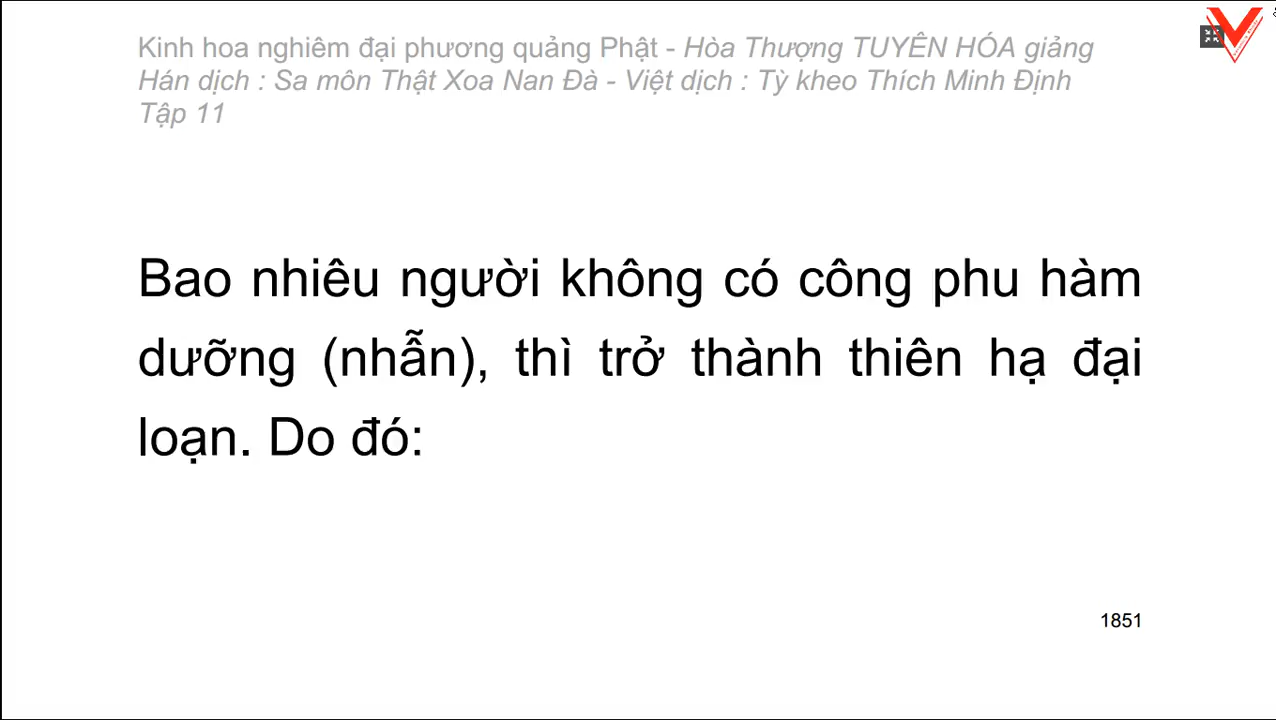 Kinh hoa nghiêm đại phương quảng Phật - Hòa Thượng TUYÊN HÓA giảng
Hán dịch : Sa môn Thật Xoa Nan Đà - Việt dịch : Tỳ kheo Thích Minh Định
Tập 11
Bao nhiêu người không có công phu hàm
dưỡng (nhẫn), thì trở thành thiên hạ đại
loạn. Do đó:
1851